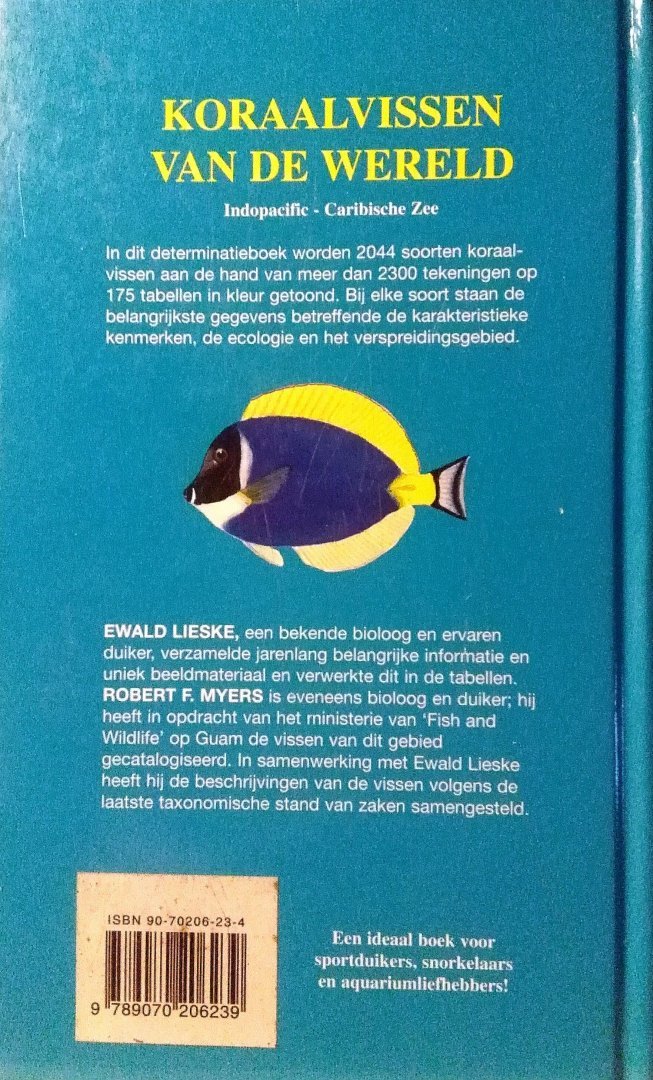 KORAALVISSEN
VAN DE WERELD
Indopacific - Caribische Zee
In dit determinatieboek worden 2044 soorten koraal-
vissen aan de hand van meer dan 2300 tekeningen op
175 tabellen in kleur getoond. Bij elke soort staan de
belangrijkste gegevens betreffende de karakteristieke
kenmerken, de ecologie en het verspreidingsgebied.
EWALD LIESKE, een bekende bioloog en ervaren
duiker, verzamelde jarenlang belangrijke informatie en
uniek beeldmateriaal en verwerkte dit in de tabellen.
ROBERT F. MYERS is eveneens bioloog en duiker; hij
heeft in opdracht van het ministerie van ‘Fish and
Wildlife’ op Guam de vissen van dit gebied
gecatalogiseerd. In samenwerking met Ewald Lieske
heeft hij de beschrijvingen van de vissen volgens de
laatste taxonomische stand van zaken samengesteld.
ISBN 90-70206-23-4
9 789070 206239
Een ideaal boek voor
sportduikers, snorkelaars
en aquariumliefhebbers!